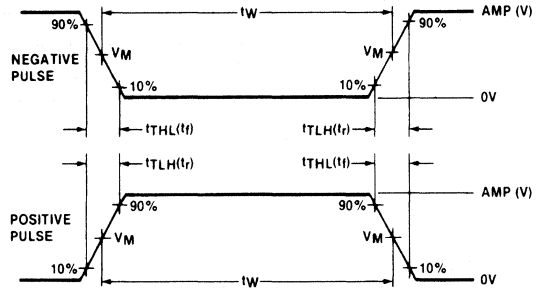 tW
AMP (V)
90%
90%
VM
VM
NEGATIVE
PULSE
10%
10%
0V
tTHL(tf)
tTLH(tr)
tTLH(tr)
tTHL(tf)
AMP (V)
90%
90%
POSITIVE
PULSE
VM
VM
10%
10%
tW
0V